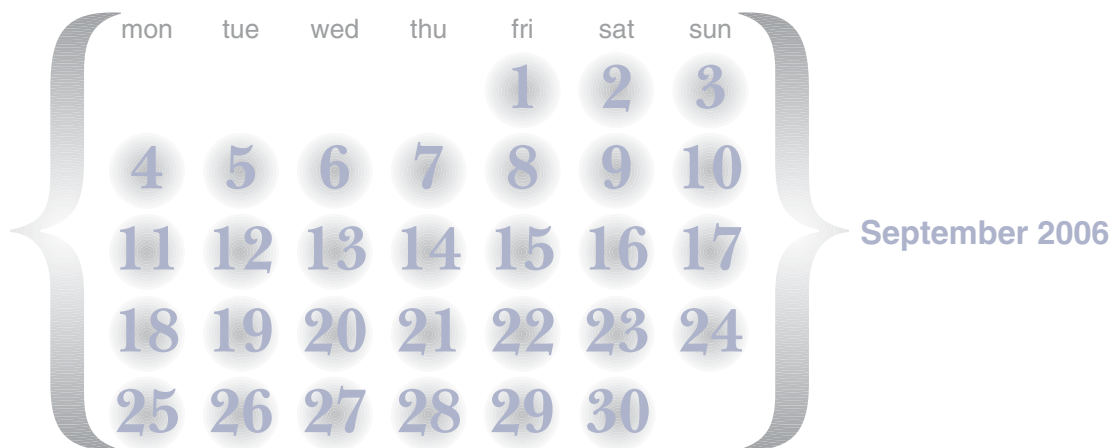 mon tue wed thu fri sat sun
1 2 3
4 5 6 7 8 9 10
September 2006
11 12 13 14 15 16 17
18 19 20 21 22 23 24
25 26 27 28 29 30